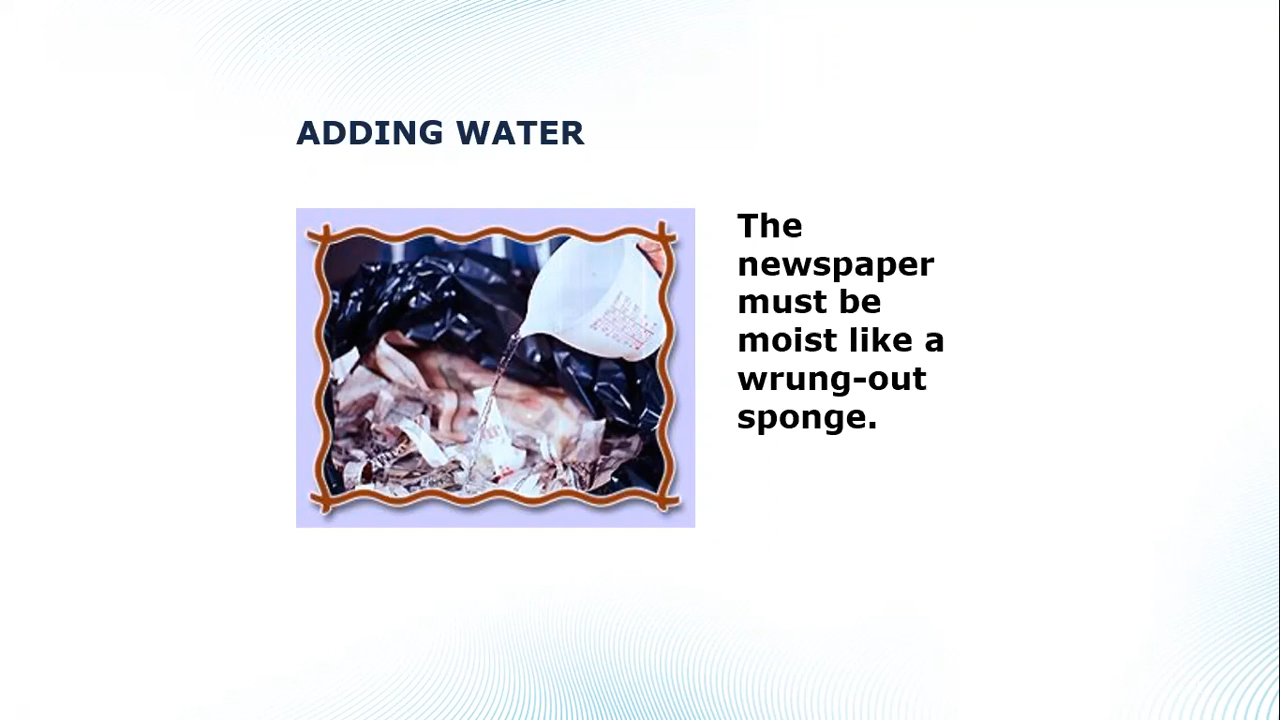 ADDING WATER
The
newspaper
must be
moist like a
wrung-out
sponge.